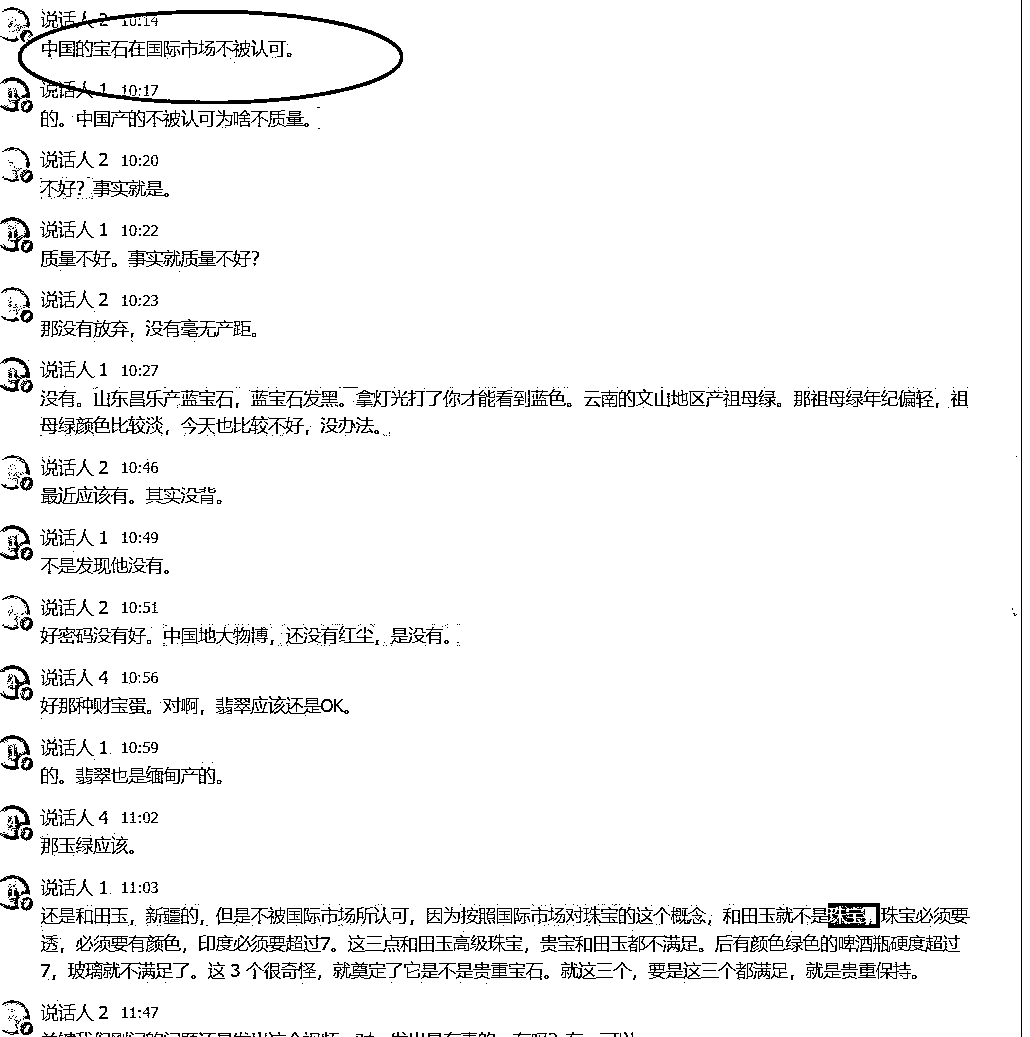 说话人 2 10:14
中国的宝石在国际市场不被认可。
说话人 1 10:17
的。中国产的不被认可为啥不质量。
说话人 2 10:20
不好？事实就是。
说话人 1 10:22
质量不好。事实就质量不好？
说话人 2 10:23
那没有放弃，没有毫无产距。
说话人 1 10:27
没有。山东昌乐产蓝宝石，蓝宝石发黑。拿灯光打了你才能看到蓝色。云南的文山地区产祖母绿。那祖母绿年纪偏轻，祖
母绿颜色比较淡，今天也比较不好，没办法。
说话人 2 10:46
最近应该有。其实没背。
说话人 1 10:49
不是发现他没有。
说话人 2 10:51
好密码没有好。中国地大物博，还没有红尘，是没有。
说话人 4 10:56
好那种财宝蛋。对啊，翡翠应该还是OK。
说话人 1 10:59
的。翡翠也是缅甸产的。
说话人 4 11:02
那玉绿应该。
说话人 1 11:03
还是和田玉，新疆的，但是不被国际市场所认可，因为按照国际市场对珠宝的这个概念，和田玉就不是珠宝，珠宝必须要
透，必须要有颜色，印度必须要超过7。这三点和田玉高级珠宝，贵宝和田玉都不满足。后有颜色绿色的啤酒瓶硬度超过
7，玻璃就不满足了。这 3 个很奇怪，就奠定了它是不是贵重宝石。就这三个，要是这三个都满足，就是贵重保持。
说话人 2 11:47